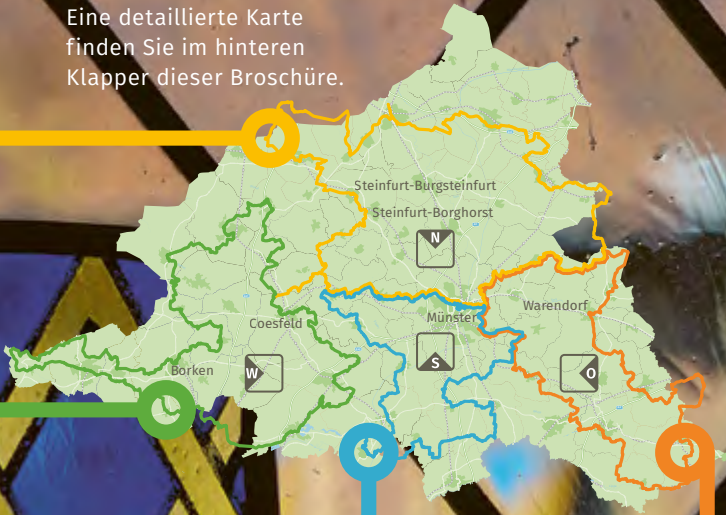 Eine detaillierte Karte
finden Sie im hinteren
Klapper dieser Broschüre.
Steinfurt-Burgsteinfurt
Steinfurt-Borghorst
N
Warendorf
Münster
Coesfeld
S
Borken
W
O